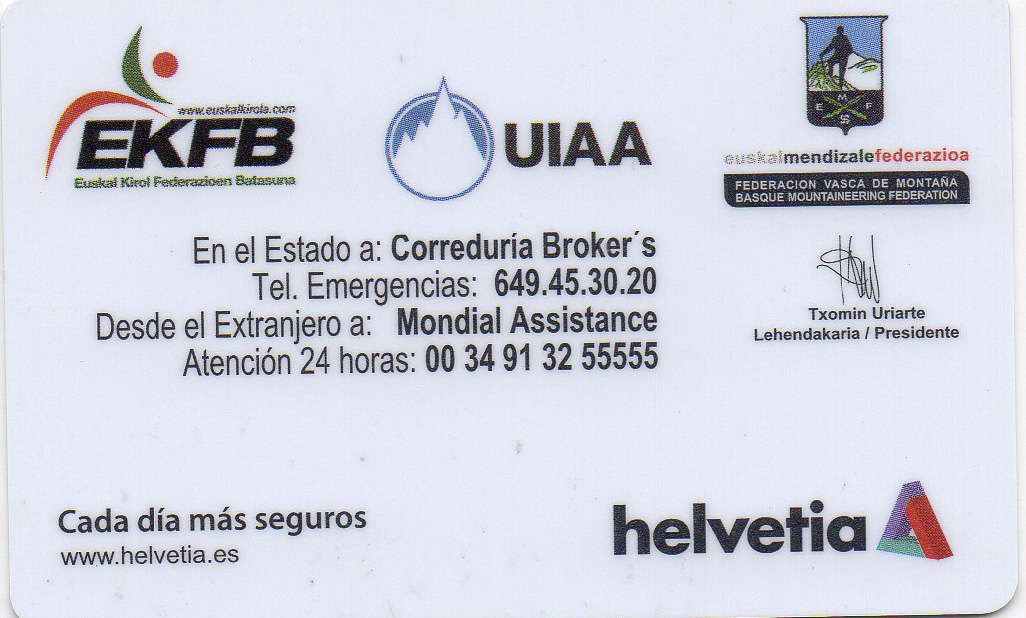 www.euskalkirola.com
EKFB
Euskal Kirol Federazioen Batasuna
UIAA
E M F
euskalmendizalefederazioa
FEDERACION VASCA DE MONTAÑA
BASQUE MOUNTAINEERING FEDERATION
En el Estado a: Correduría Broker´s
Tel. Emergencias: 649.45.30.20
Desde el Extranjero a: Mondial Assistance
Atención 24 horas: 00 34 91 32 55555
Txomin Uriarte
Lehendakaria / Presidente
Cada día más seguros
www.helvetia.es
helvetia